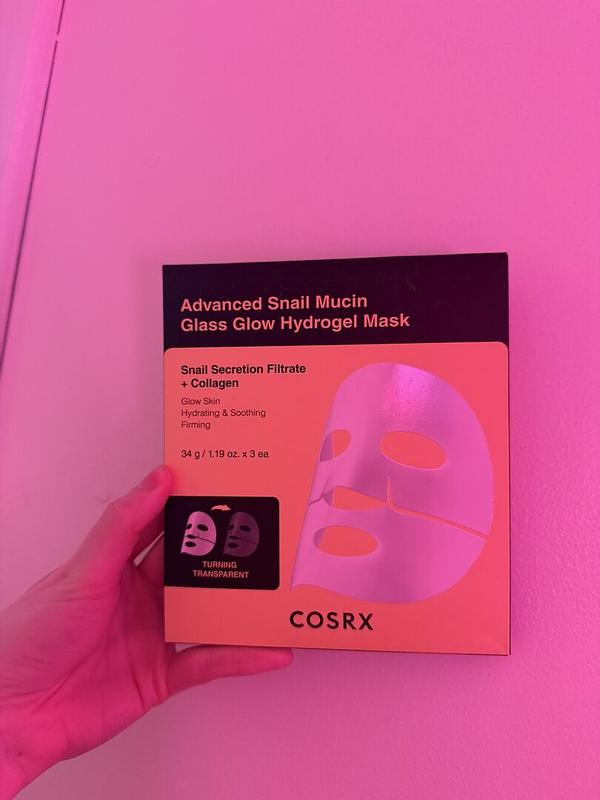 Advanced Snail Mucin
Glass Glow Hydrogel Mask
Snail Secretion Filtrate
+ Collagen
Glow Skin
Hydrating & Soothing
Firming
34 g / 1.19 oz. x 3 ea
TURNING
TRANSPARENT
COSRX